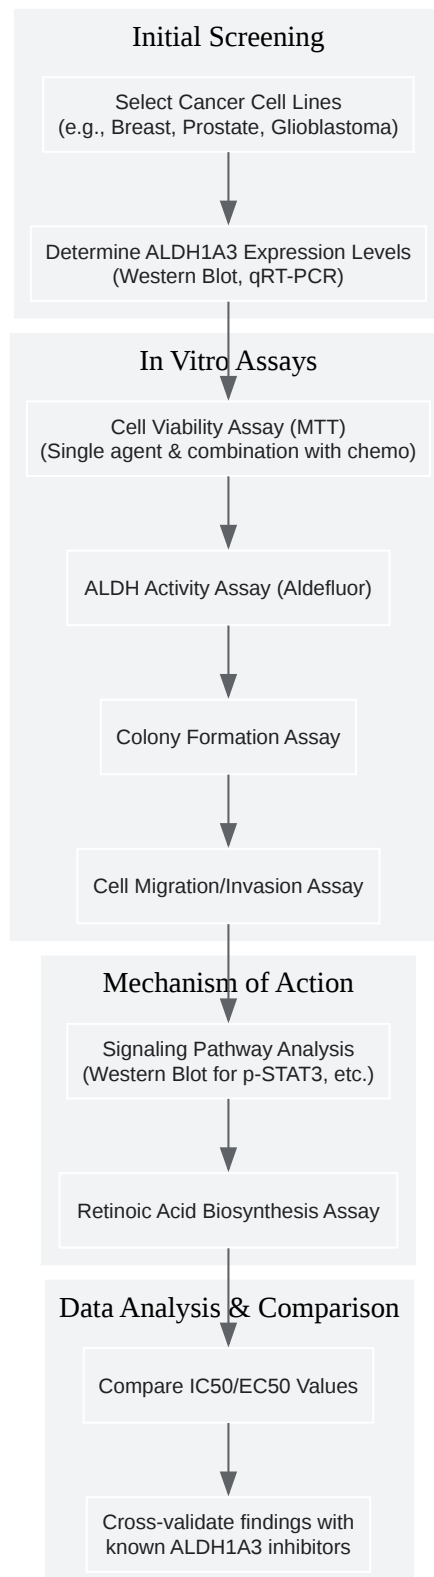 Initial Screening
Select Cancer Cell Lines
(e.g., Breast, Prostate, Glioblastoma)
Determine ALDH1A3 Expression Levels
(Western Blot, qRT-PCR)
In Vitro Assays
Cell Viability Assay (MTT)
(Single agent & combination with chemo)
ALDH Activity Assay (Aldefluor)
Colony Formation Assay
Cell Migration/Invasion Assay
Mechanism of Action
Signaling Pathway Analysis
(Western Blot for p-STAT3, etc.)
Retinoic Acid Biosynthesis Assay
Data Analysis & Comparison
Compare IC50/EC50 Values
Cross-validate findings with
known ALDH1A3 inhibitors